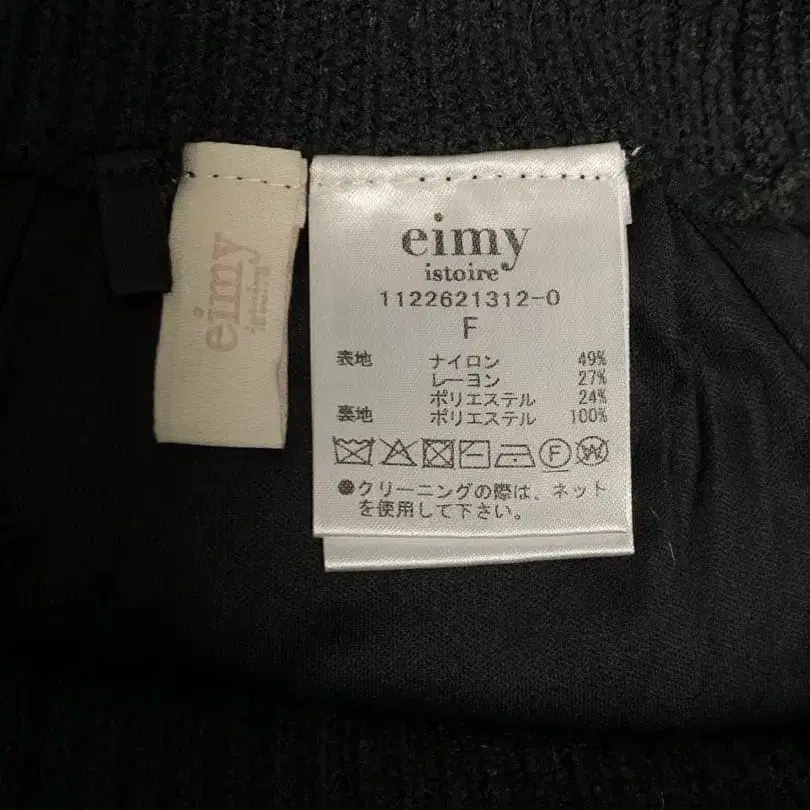 eimy
istoire
eimy
istoire
1122621312-0
F
表地 ナイロン 49%
レーヨン 27%
ポリエステル 24%
裏地 ポリエステル 100%
F W
●クリーニングの際は、ネット
を使用して下さい。